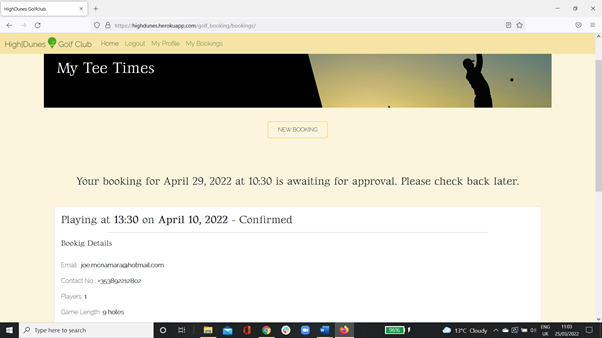 HighDunes Golfclub
https://highdunes.herokuapp.com/golf_booking/bookings/
High|Dunes Golf Club Home Logout My Profile My Bookings
My Tee Times
NEW BOOKING
Your booking for April 29, 2022 at 10:30 is awaiting for approval. Please check back later.
Playing at 13:30 on April 10, 2022 - Confirmed
Bookig Details
Email : joe.mcnamara@hotmail.com
Contact No : +353892212802
Players: 1
Game Length: 9 holes
Type here to search
96%
13°C Cloudy
ENG
UK
11:03
25/03/2022